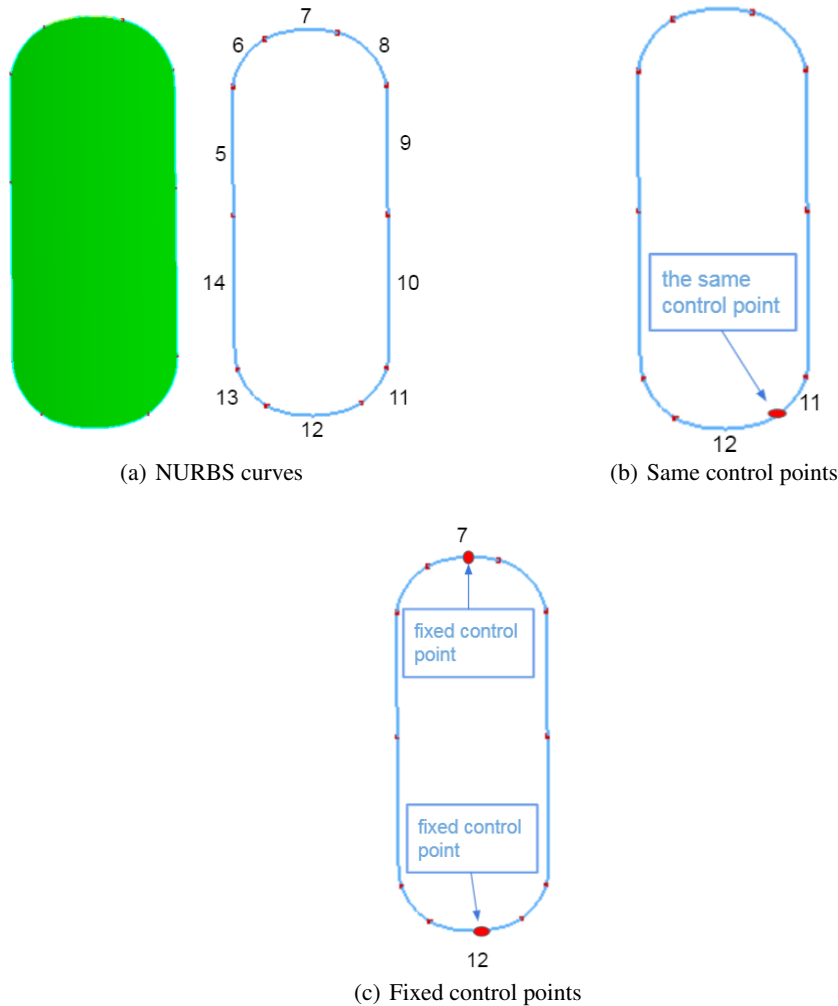 7
6
8
5
9
14
10
13
11
12
(a) NURBS curves
the same
control point
11
12
(b) Same control points
7
fixed control
point
fixed control
point
12
(c) Fixed control points